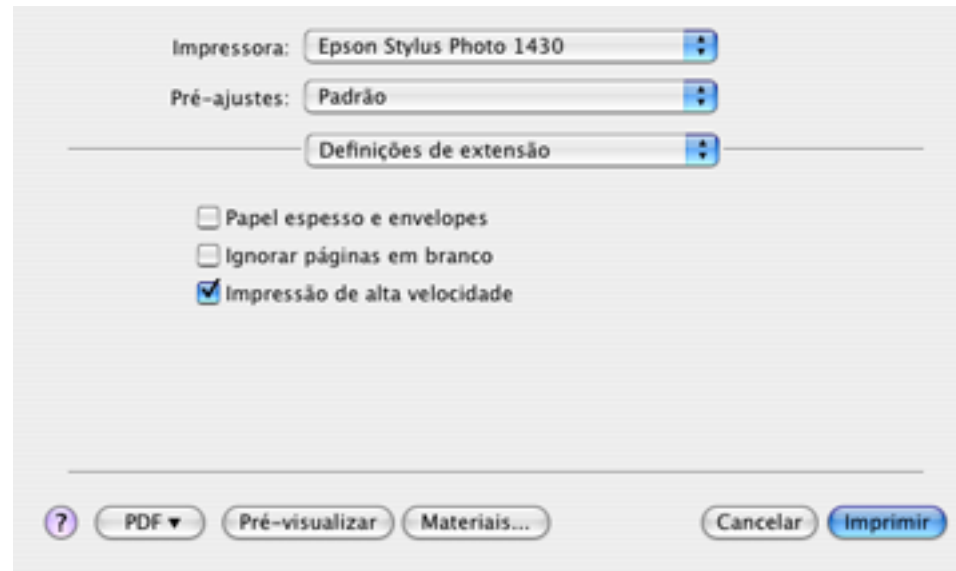 Impressora: Epson Stylus Photo 1430
Pré-ajustes: Padrão
Definições de extensão
Papel espesso e envelopes
Ignorar páginas em branco
Impressão de alta velocidade
? PDF ▼ Pré-visualizar Materiais... Cancelar Imprimir